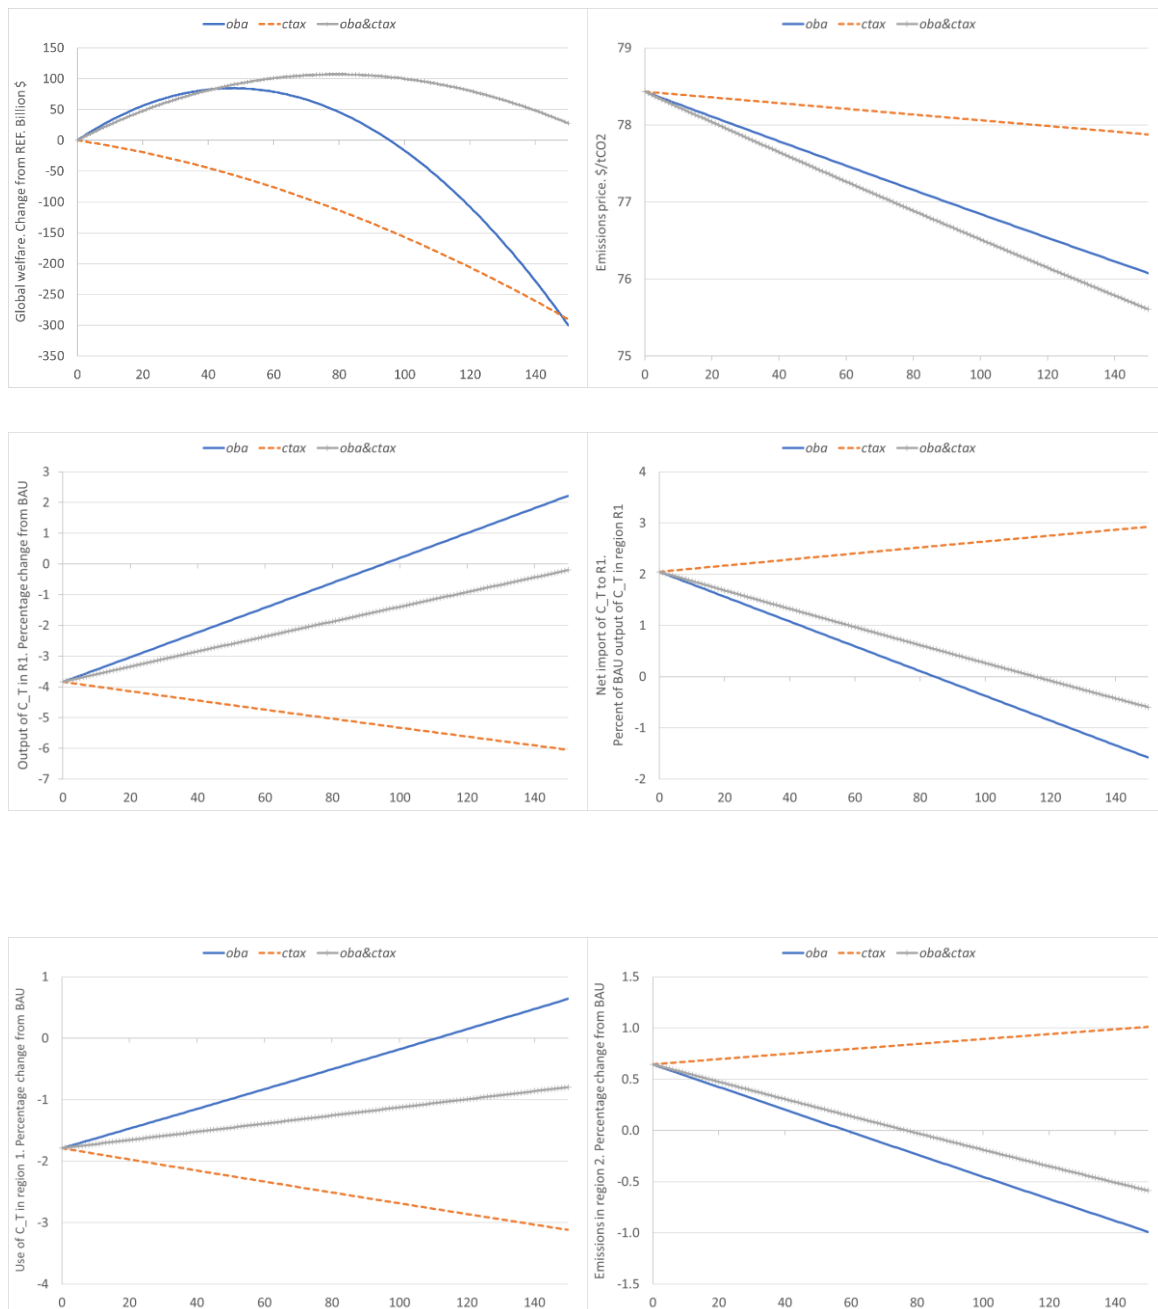 oba ctax oba&ctax
Global welfare. Change from REF. Billion $
150
100
50
0
-50
-100
-150
-200
-250
-300
-350
0 20 40 60 80 100 120 140
oba ctax oba&ctax
Emissions price. $/tCO2
79
78
77
76
75
0 20 40 60 80 100 120 140
oba ctax oba&ctax
Output of C_T in R1. Percentage change from BAU
3
2
1
0
-1
-2
-3
-4
-5
-6
-7
0 20 40 60 80 100 120 140
oba ctax oba&ctax
Net import of C_T to R1.
Percent of BAU output of C_T in region R1
4
3
2
1
0
-1
-2
0 20 40 60 80 100 120 140
oba ctax oba&ctax
Use of C_T in region 1. Percentage change from BAU
1
0
-1
-2
-3
-4
0 20 40 60 80 100 120 140
oba ctax oba&ctax
Emissions in region 2. Percentage change from BAU
1.5
1.0
0.5
0.0
-0.5
-1.0
-1.5
0 20 40 60 80 100 120 140